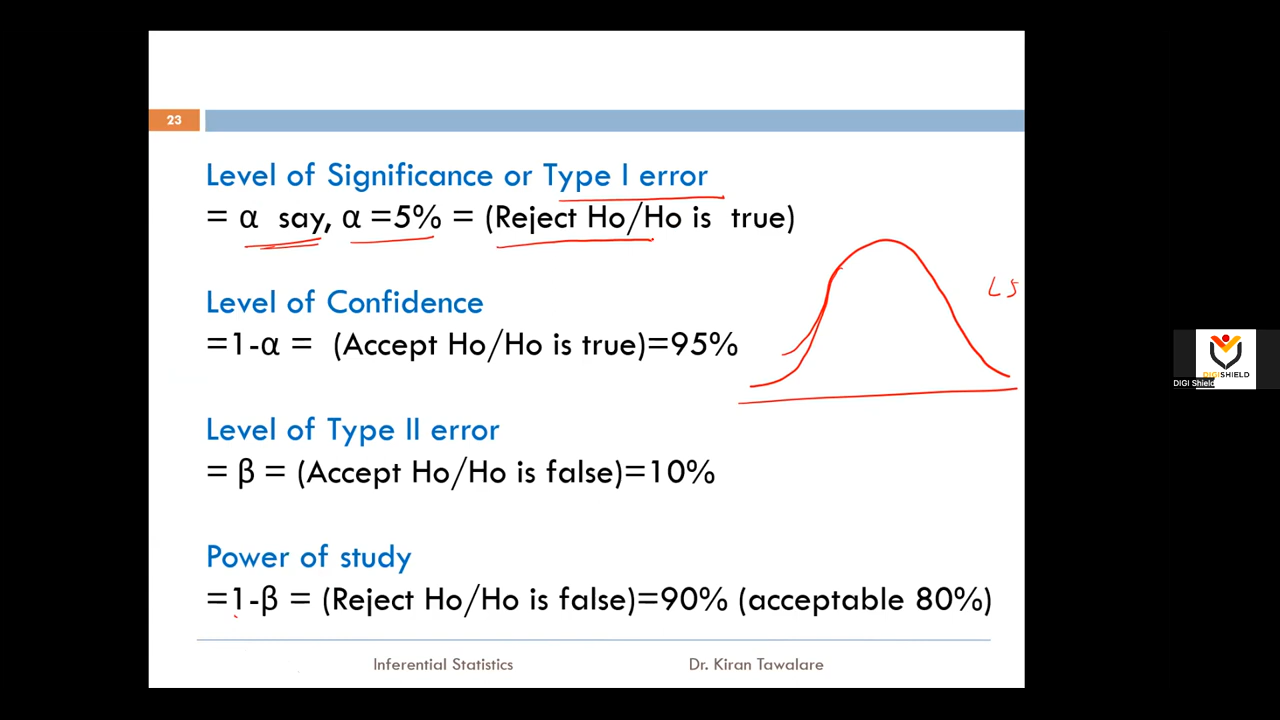 23
Level of Significance or Type I error
= α say, α =5% = (Reject Ho/Ho is true)
LS
Level of Confidence
=1-α = (Accept Ho/Ho is true)=95%
Level of Type II error
= β = (Accept Ho/Ho is false)=10%
Power of study
=1-β = (Reject Ho/Ho is false)=90% (acceptable 80%)
Inferential Statistics
Dr. Kiran Tawalare
DIGISHIELD
DIGI Shield